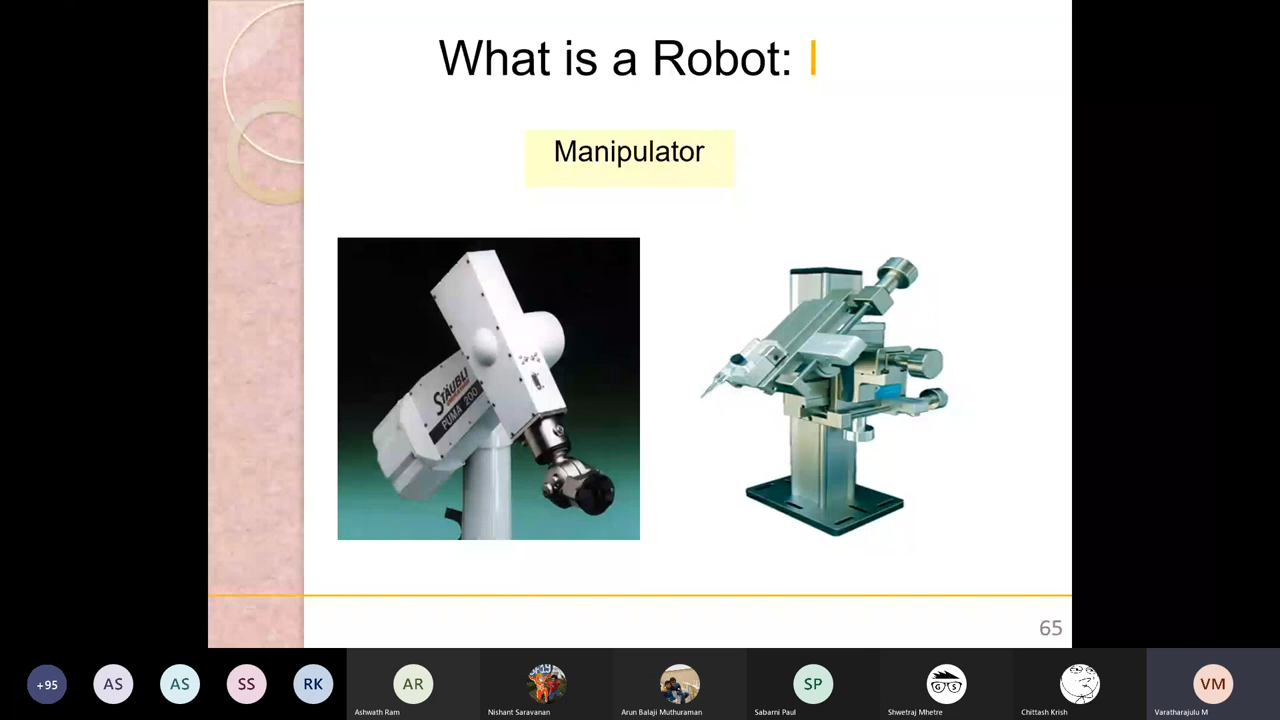 What is a Robot: I
Manipulator
STÄUBLI
PUMA 200
65
+95
AS
AS
SS
RK
AR
SP
VM
Ashwath Ram
Nishant Saravanan
Arun Balaji Muthuraman
Sabarni Paul
Shwetraj Mhetre
Chittash Krish
Varatharajulu M